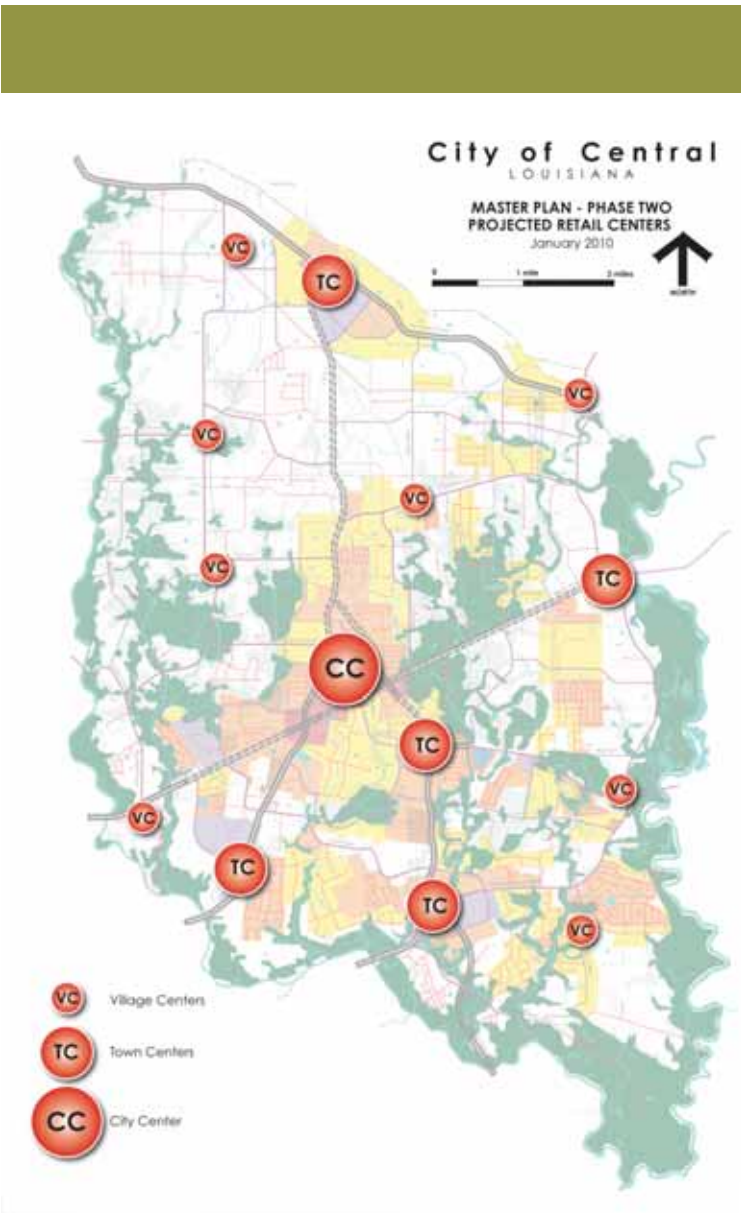 City of Central
LOUISIANA
MASTER PLAN - PHASE TWO
PROJECTED RETAIL CENTERS
January 2010
0 1 mile 2 miles
NORTH
VC
TC
VC
VC
VC
VC
TC
CC
TC
VC
VC
TC
TC
VC
VC Village Centers
TC Town Centers
CC City Center